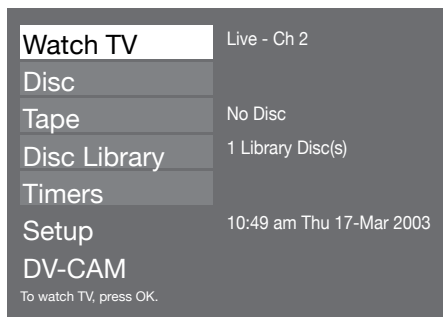 Watch TV Live - Ch 2
Disc
Tape No Disc
Disc Library 1 Library Disc(s)
Timers
Setup 10:49 am Thu 17-Mar 2003
DV-CAM
To watch TV, press OK.